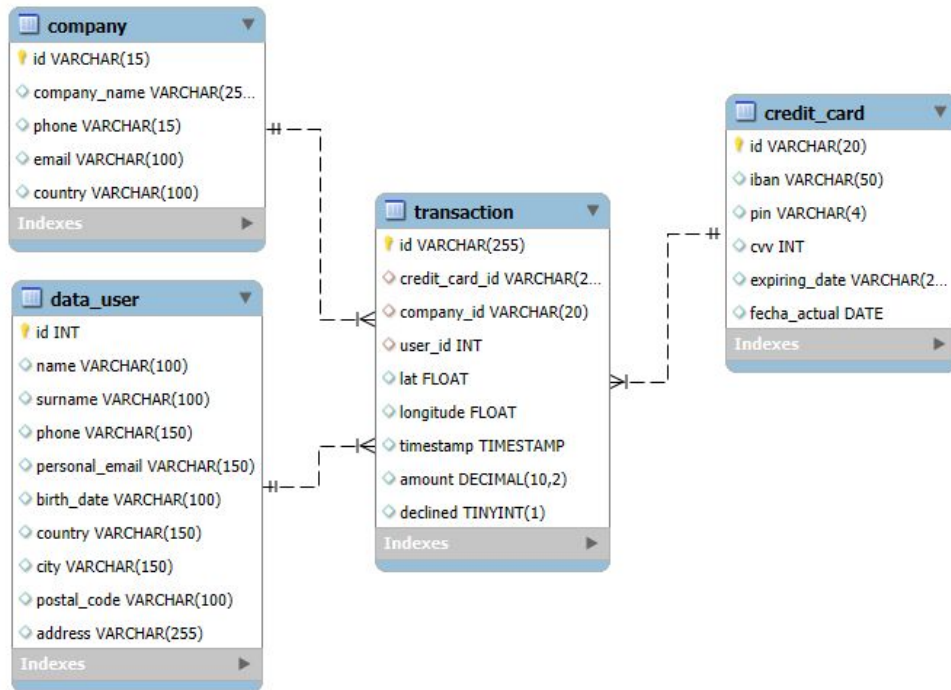 company
id VARCHAR(15)
company_name VARCHAR(25...
phone VARCHAR(15)
email VARCHAR(100)
country VARCHAR(100)
Indexes
data_user
id INT
name VARCHAR(100)
surname VARCHAR(100)
phone VARCHAR(150)
personal_email VARCHAR(150)
birth_date VARCHAR(100)
country VARCHAR(150)
city VARCHAR(150)
postal_code VARCHAR(100)
address VARCHAR(255)
Indexes
transaction
id VARCHAR(255)
credit_card_id VARCHAR(2...
company_id VARCHAR(20)
user_id INT
lat FLOAT
longitude FLOAT
timestamp TIMESTAMP
amount DECIMAL(10,2)
declined TINYINT(1)
Indexes
credit_card
id VARCHAR(20)
iban VARCHAR(50)
pin VARCHAR(4)
cvv INT
expiring_date VARCHAR(2...
fecha_actual DATE
Indexes